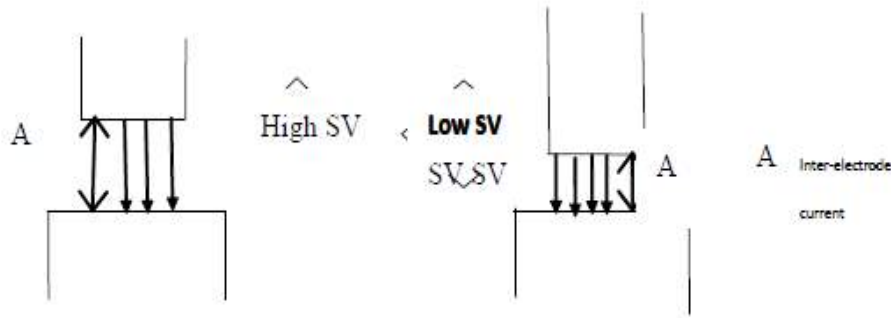 A
High SV
Low SV
SV SV
A
A Inter-electrode
current